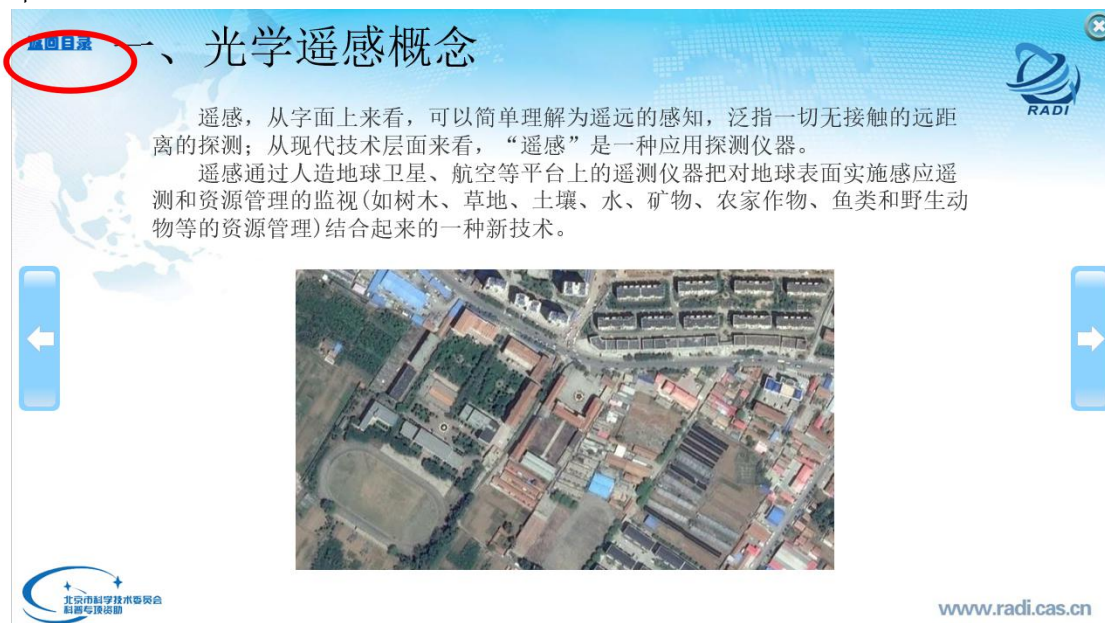 返回目录
一、光学遥感概念
RADI
遥感，从字面上来看，可以简单理解为遥远的感知，泛指一切无接触的远距
离的探测；从现代技术层面来看，“遥感”是一种应用探测仪器。
遥感通过人造地球卫星、航空等平台上的遥测仪器把对地球表面实施感应遥
测和资源管理的监视(如树木、草地、土壤、水、矿物、农家作物、鱼类和野生动
物等的资源管理)结合起来的一种新技术。
北京市科学技术委员会
科普专项资助
www.radi.cas.cn